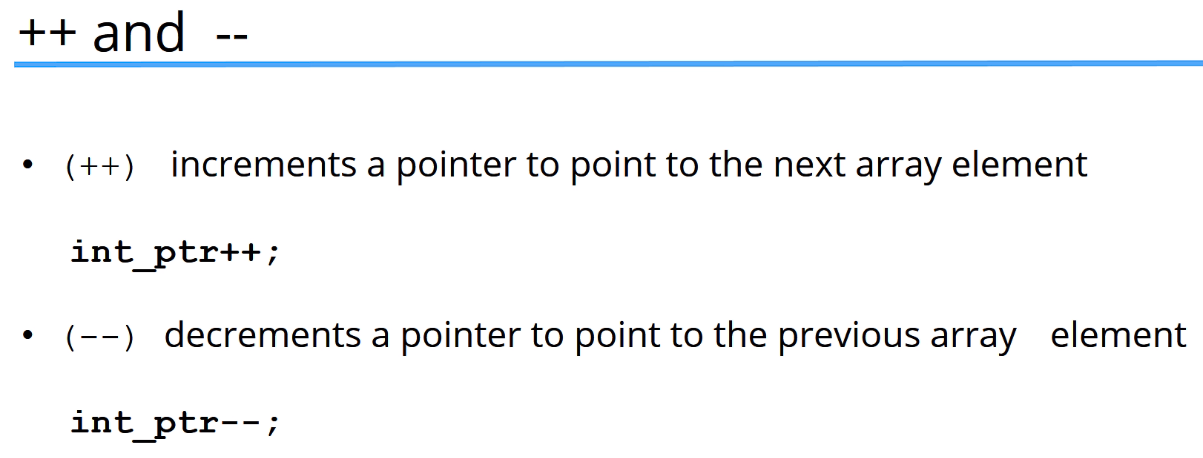 ++ and --
• (++) increments a pointer to point to the next array element
int_ptr++;
• (--) decrements a pointer to point to the previous array element
int_ptr--;